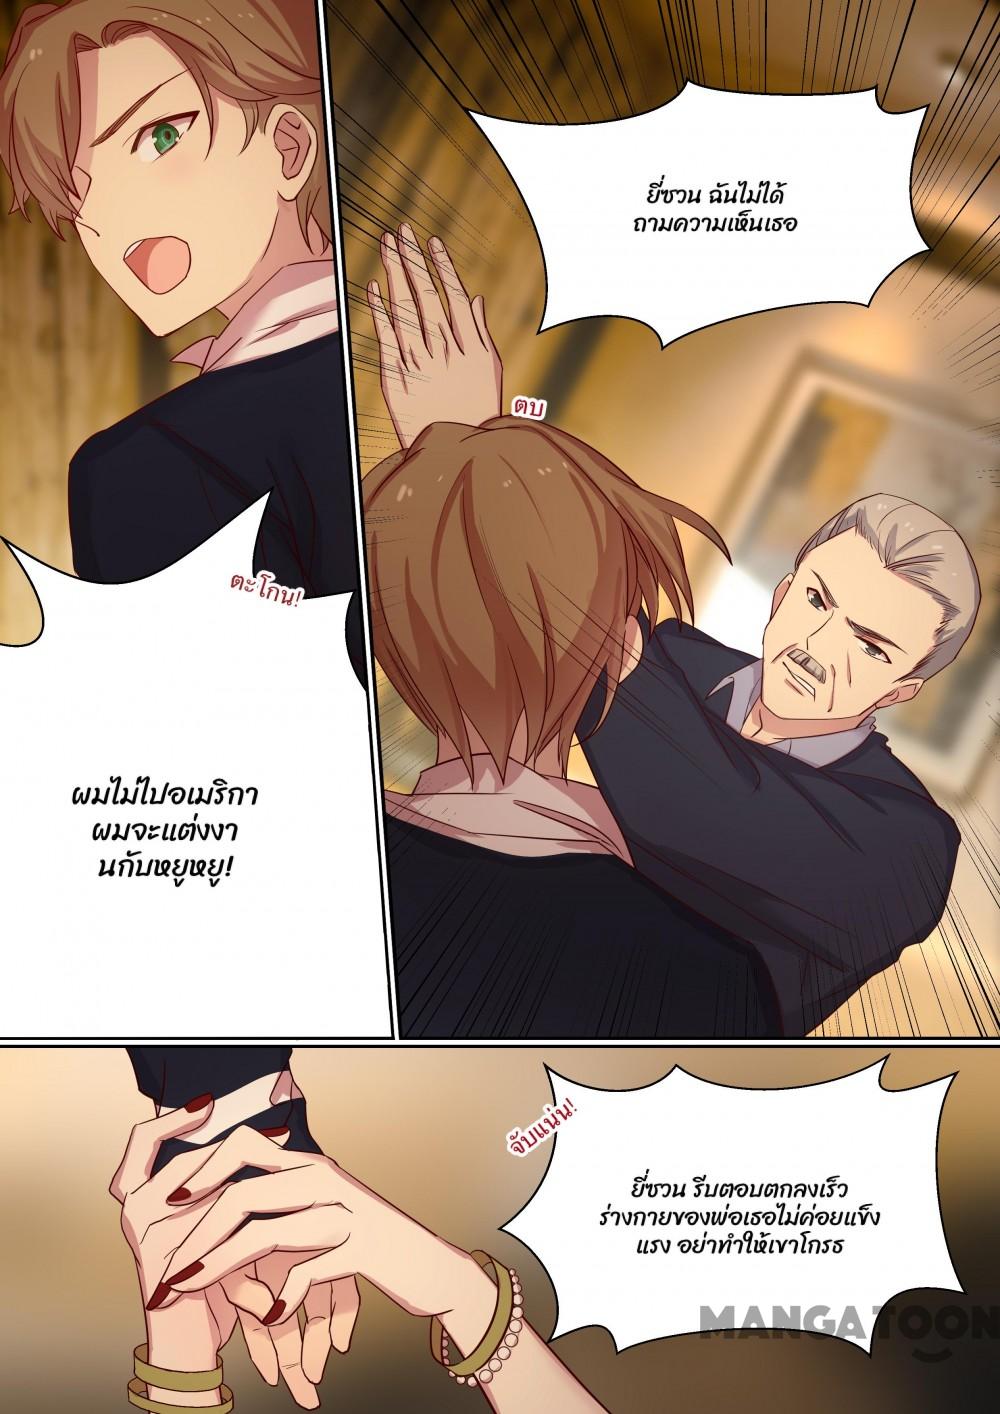 ยี่ซวน ฉันไม่ได้
ถามความเห็นเธอ
ตบ
ตะโกน!
ผมไม่ไปอเมริกา
ผมจะแต่งงา
นกับหยูหยู!
จับแน่น!
ยี่ซวน รีบตอบตกลงเร็ว
ร่างกายของพ่อเธอไม่ค่อยแข็ง
แรง อย่าทำให้เขาโกรธ
MANGATOON